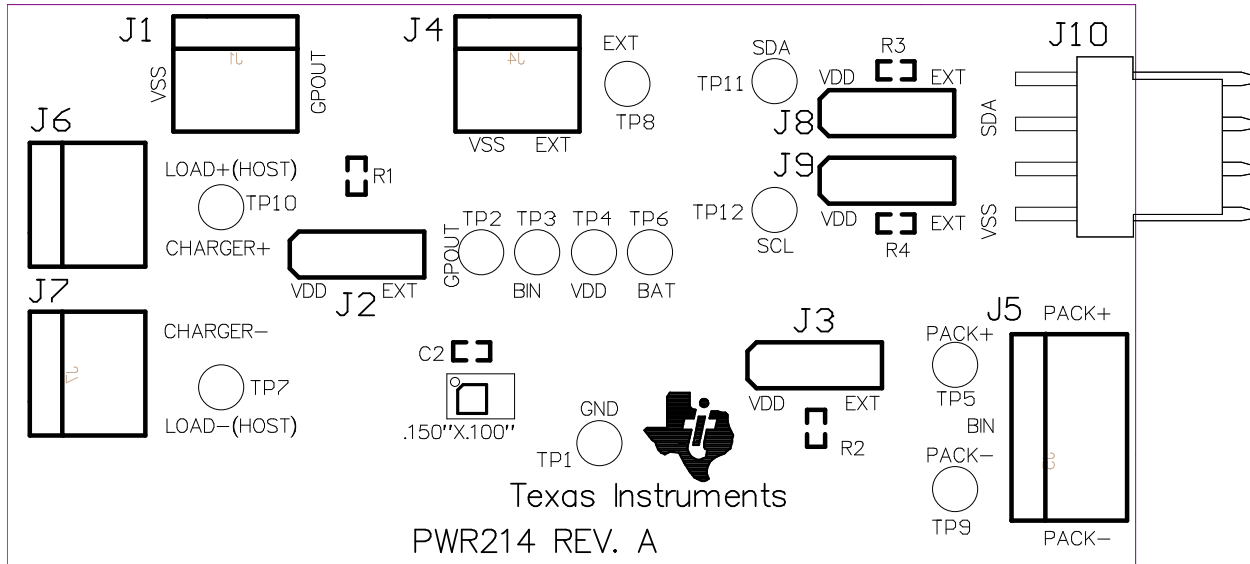 J1
VSS
J1
GPOUT
J4
J4
VSS EXT
EXT
TP8
SDA
TP11
R3
VDD EXT
J8
J9
VDD EXT
R4
TP12
SCL
J10
SDA
VSS
J6
LOAD+(HOST)
TP10
CHARGER+
R1
J7
J7
CHARGER-
TP7
LOAD-(HOST)
VDD EXT
J2
GPOUT
TP2 TP3 TP4 TP6
BIN VDD BAT
C2
.150"X.100"
GND
TP1
J3
VDD EXT
R2
J5
PACK+
PACK+
TP5
BIN
PACK-
TP9
PACK-
Texas Instruments
PWR214 REV. A